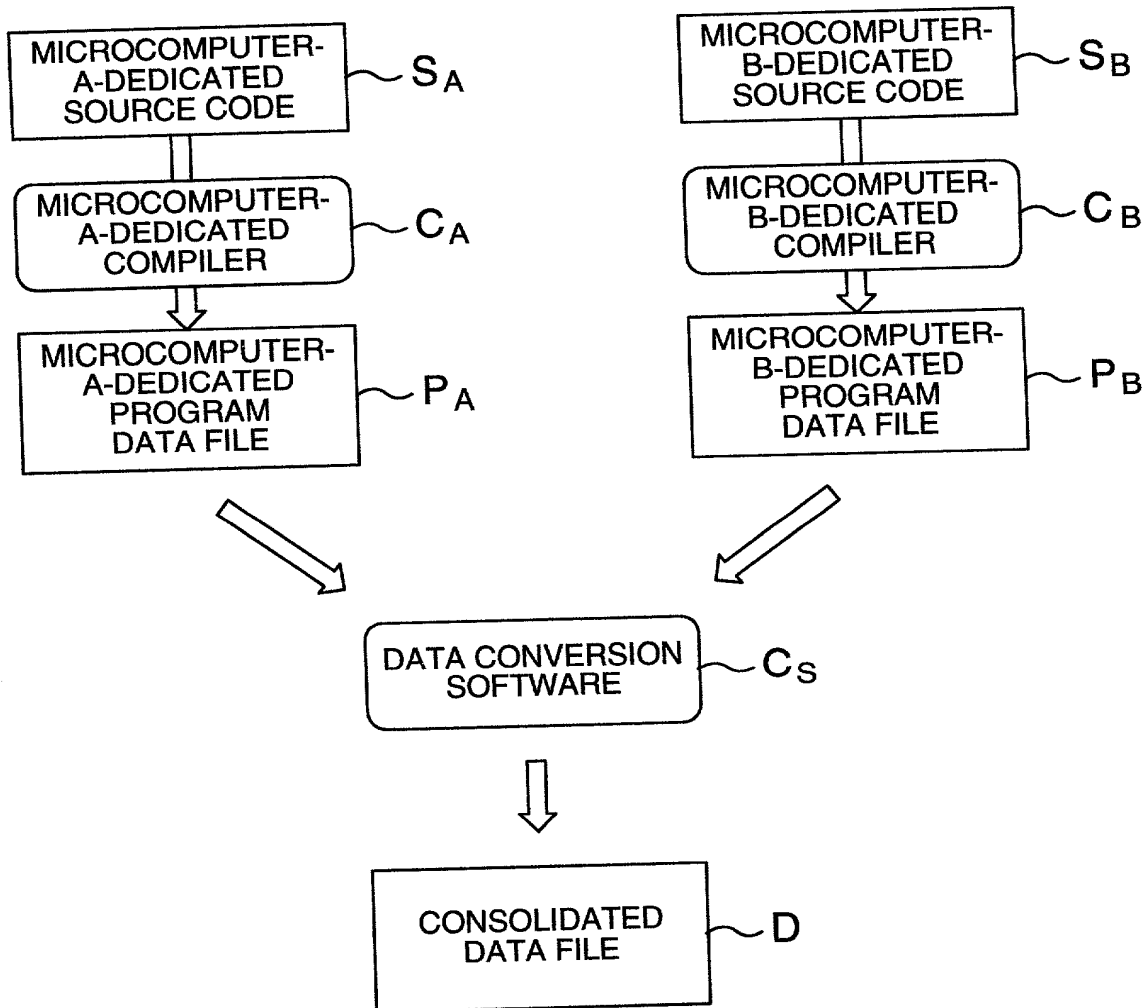 MICROCOMPUTER-
A-DEDICATED
SOURCE CODE
SA
MICROCOMPUTER-
B-DEDICATED
SOURCE CODE
SB
MICROCOMPUTER-
A-DEDICATED
COMPILER
CA
MICROCOMPUTER-
B-DEDICATED
COMPILER
CB
MICROCOMPUTER-
A-DEDICATED
PROGRAM
DATA FILE
PA
MICROCOMPUTER-
B-DEDICATED
PROGRAM
DATA FILE
PB
DATA CONVERSION
SOFTWARE
CS
CONSOLIDATED
DATA FILE
D